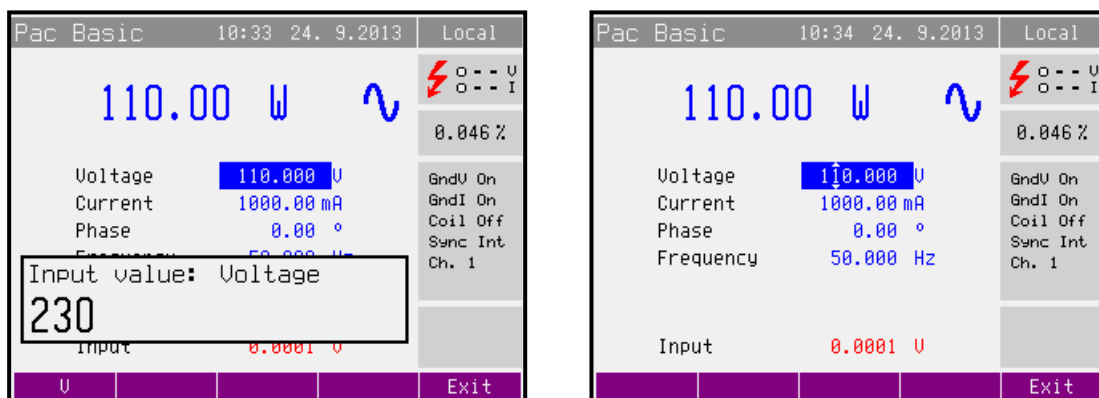 Pac Basic 10:33 24. 9.2013 Local
110.00 W
0 - - V
0 - - I
0.046 %
Voltage 110.000 V
Current 1000.00 mA
Phase 0.00 °
GndV On
GndI On
Coil Off
Sync Int
Ch. 1
Input value: Voltage
230
Input 0.0001 V
V Exit
Pac Basic 10:34 24. 9.2013 Local
110.00 W
0 - - V
0 - - I
0.046 %
Voltage 110.000 V
Current 1000.00 mA
Phase 0.00 °
Frequency 50.000 Hz
GndV On
GndI On
Coil Off
Sync Int
Ch. 1
Input 0.0001 V
Exit